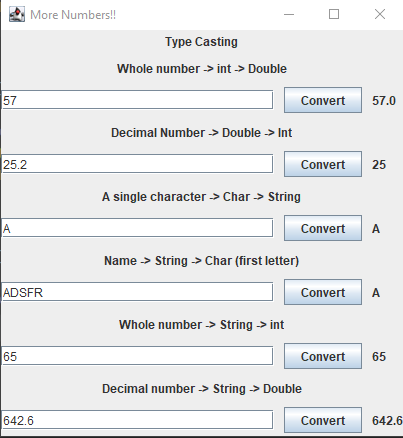 More Numbers!!
Type Casting
Whole number -> int -> Double
57 Convert 57.0
Decimal Number -> Double -> Int
25.2 Convert 25
A single character -> Char -> String
A Convert A
Name -> String -> Char (first letter)
ADSFR Convert A
Whole number -> String -> int
65 Convert 65
Decimal number -> String -> Double
642.6 Convert 642.6